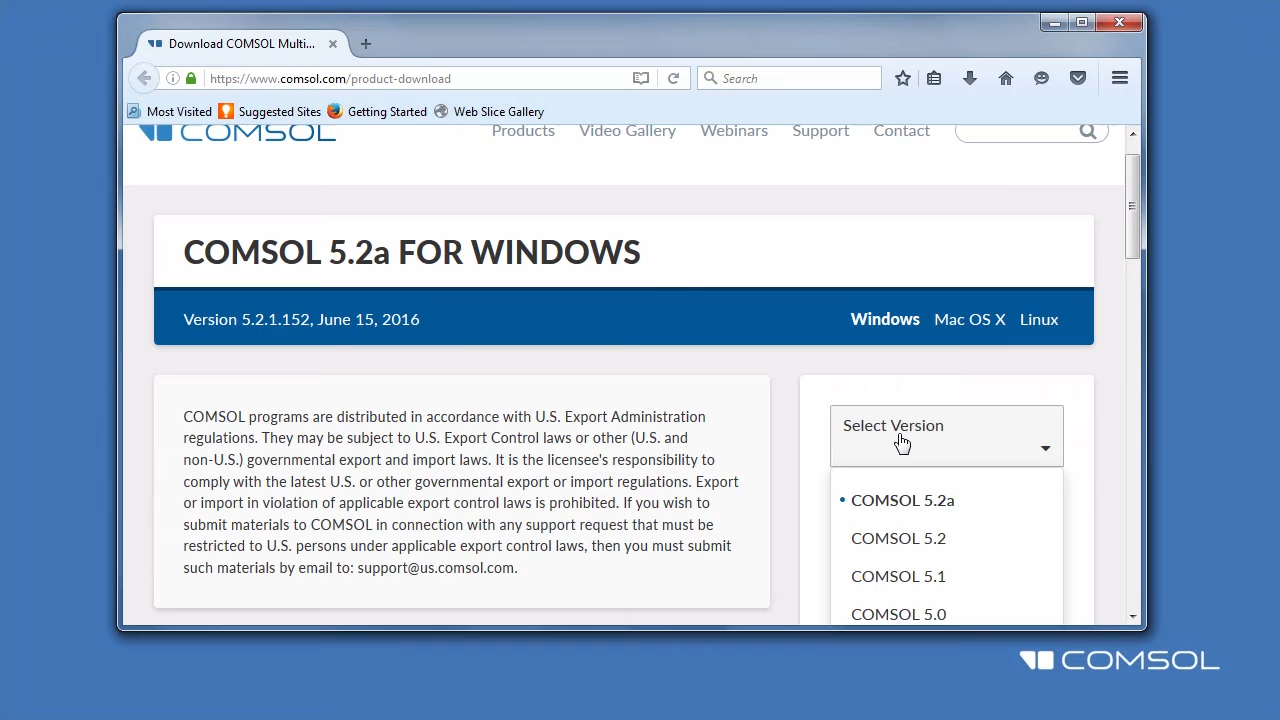 Download COMSOL Multi...
https://www.comsol.com/product-download
Search
Most Visited
Suggested Sites
Getting Started
Web Slice Gallery
COMSOL
Products
Video Gallery
Webinars
Support
Contact
COMSOL 5.2a FOR WINDOWS
Version 5.2.1.152, June 15, 2016
Windows
Mac OS X
Linux
COMSOL programs are distributed in accordance with U.S. Export Administration
regulations. They may be subject to U.S. Export Control laws or other (U.S. and
non-U.S.) governmental export and import laws. It is the licensee's responsibility to
comply with the latest U.S. or other governmental export or import regulations. Export
or import in violation of applicable export control laws is prohibited. If you wish to
submit materials to COMSOL in connection with any support request that must be
restricted to U.S. persons under applicable export control laws, then you must submit
such materials by email to: support@us.comsol.com.
Select Version
COMSOL 5.2a
COMSOL 5.2
COMSOL 5.1
COMSOL 5.0
COMSOL